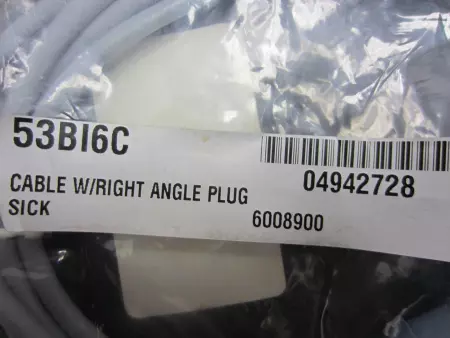 53BI6C
04942728
CABLE W/RIGHT ANGLE PLUG
SICK 6008900